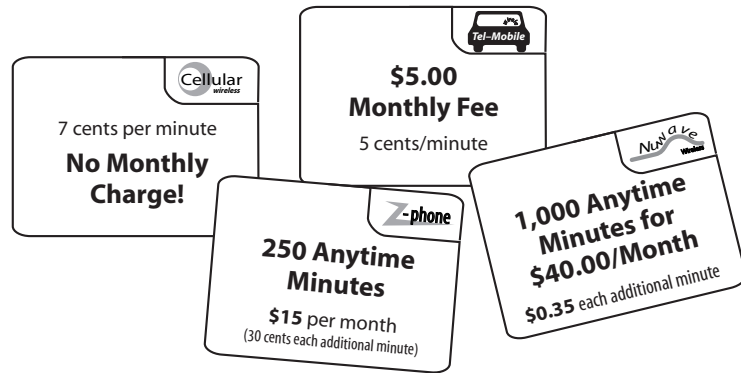 Cellular
wireless
7 cents per minute
No Monthly
Charge!
Tel-Mobile
$5.00
Monthly Fee
5 cents/minute
Z-phone
250 Anytime
Minutes
$15 per month
(30 cents each additional minute)
NuWave
Wireless
1,000 Anytime
Minutes for
$40.00/Month
$0.35 each additional minute